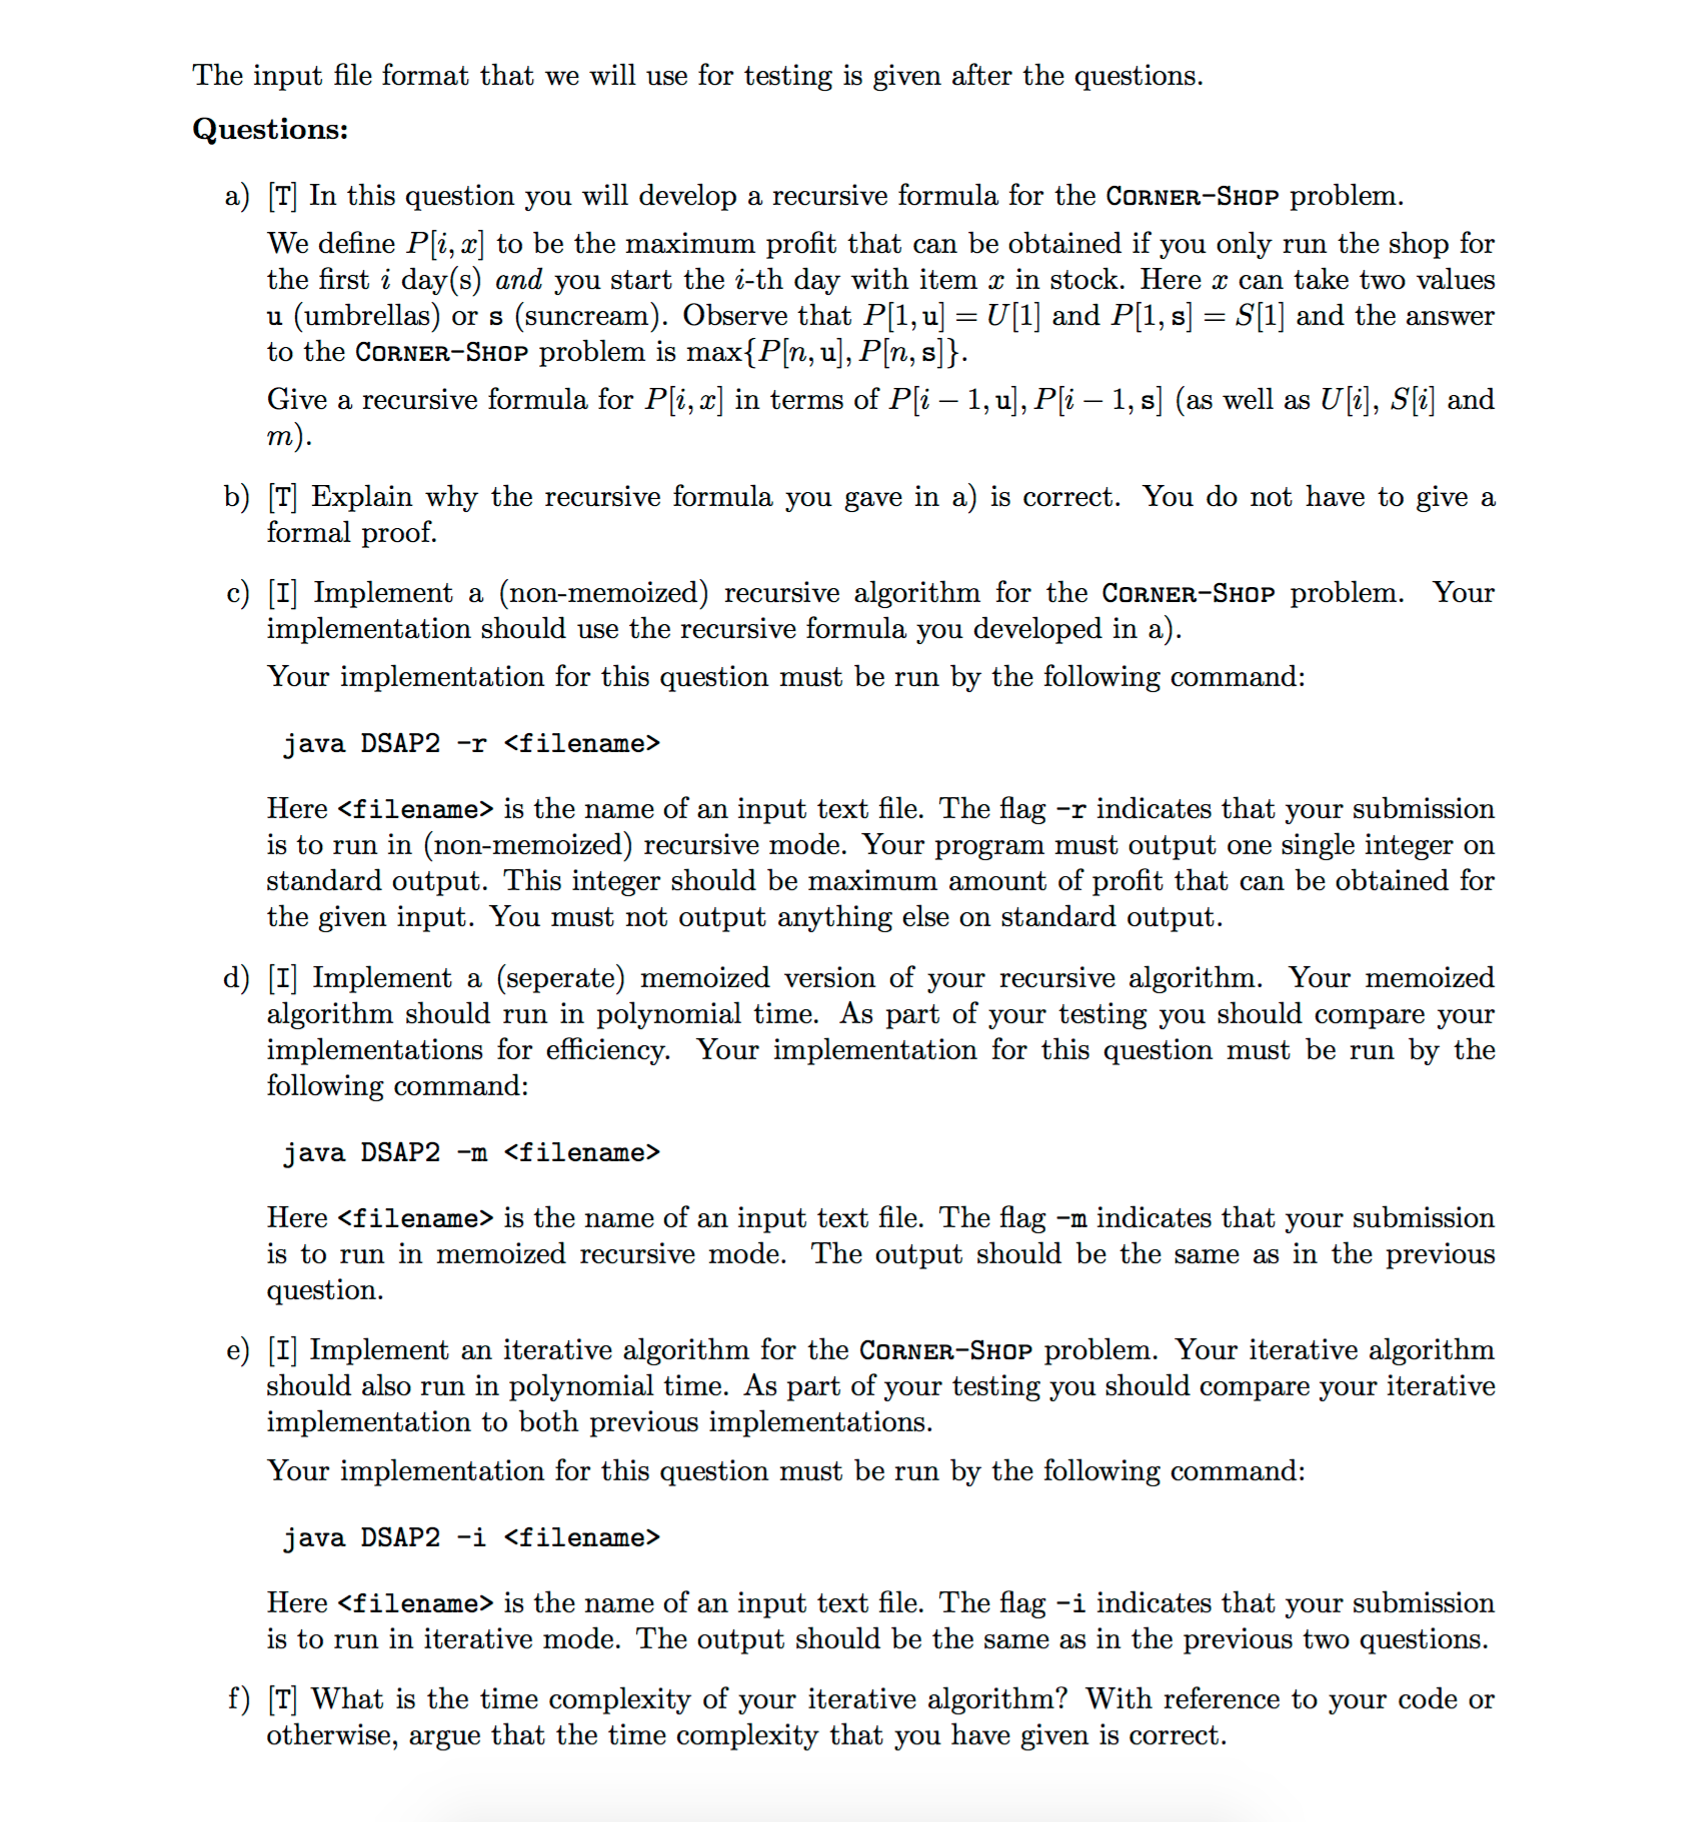 The input file format that we will use for testing is given after the questions.
Questions:
a) [T] In this question you will develop a recursive formula for the CORNER-SHOP problem.
We define P[i, x] to be the maximum profit that can be obtained if you only run the shop for
the first i day(s) and you start the i-th day with item x in stock. Here x can take two values
u (umbrellas) or s (suncream). Observe that P[1, u] = U[1] and P[1, s] = S[1] and the answer
to the CORNER-SHOP problem is max{P[n, u], P[n, s]}.
Give a recursive formula for P[i, x] in terms of P[i − 1, u], P[i − 1, s] (as well as U[i], S[i] and
m).
b) [T] Explain why the recursive formula you gave in a) is correct. You do not have to give a
formal proof.
c) [I] Implement a (non-memoized) recursive algorithm for the CORNER-SHOP problem. Your
implementation should use the recursive formula you developed in a).
Your implementation for this question must be run by the following command:
java DSAP2 -r <filename>
Here <filename> is the name of an input text file. The flag -r indicates that your submission
is to run in (non-memoized) recursive mode. Your program must output one single integer on
standard output. This integer should be maximum amount of profit that can be obtained for
the given input. You must not output anything else on standard output.
d) [I] Implement a (seperate) memoized version of your recursive algorithm. Your memoized
algorithm should run in polynomial time. As part of your testing you should compare your
implementations for efficiency. Your implementation for this question must be run by the
following command:
java DSAP2 -m <filename>
Here <filename> is the name of an input text file. The flag -m indicates that your submission
is to run in memoized recursive mode. The output should be the same as in the previous
question.
e) [I] Implement an iterative algorithm for the CORNER-SHOP problem. Your iterative algorithm
should also run in polynomial time. As part of your testing you should compare your iterative
implementation to both previous implementations.
Your implementation for this question must be run by the following command:
java DSAP2 -i <filename>
Here <filename> is the name of an input text file. The flag -i indicates that your submission
is to run in iterative mode. The output should be the same as in the previous two questions.
f) [T] What is the time complexity of your iterative algorithm? With reference to your code or
otherwise, argue that the time complexity that you have given is correct.